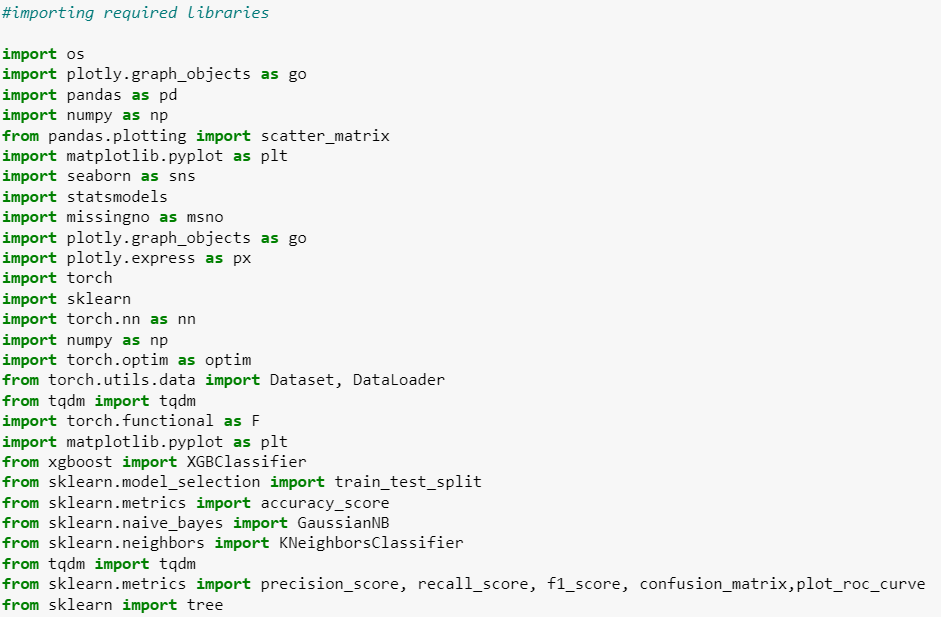 #importing required libraries
import os
import plotly.graph_objects as go
import pandas as pd
import numpy as np
from pandas.plotting import scatter_matrix
import matplotlib.pyplot as plt
import seaborn as sns
import statsmodels
import missingno as msno
import plotly.graph_objects as go
import plotly.express as px
import torch
import sklearn
import torch.nn as nn
import numpy as np
import torch.optim as optim
from torch.utils.data import Dataset, DataLoader
from tqdm import tqdm
import torch.functional as F
import matplotlib.pyplot as plt
from xgboost import XGBClassifier
from sklearn.model_selection import train_test_split
from sklearn.metrics import accuracy_score
from sklearn.naive_bayes import GaussianNB
from sklearn.neighbors import KNeighborsClassifier
from tqdm import tqdm
from sklearn.metrics import precision_score, recall_score, f1_score, confusion_matrix,plot_roc_curve
from sklearn import tree